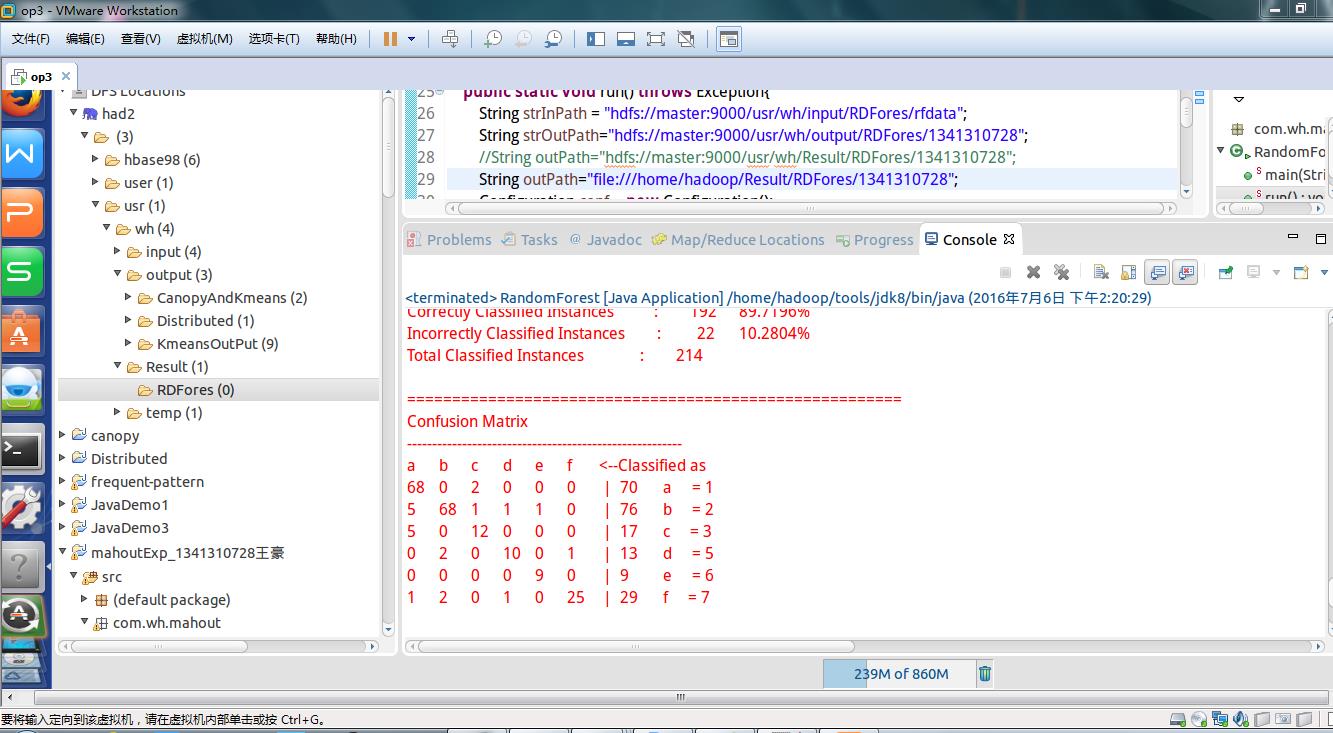 op3 - VMware Workstation
文件(F) 编辑(E) 查看(V) 虚拟机(M) 选项卡(T) 帮助(H)
op3
DFS Locations
had2
(3)
hbase98 (6)
user (1)
usr (1)
wh (4)
input (4)
output (3)
CanopyAndKmeans (2)
Distributed (1)
KmeansOutPut (9)
Result (1)
RDFores (0)
temp (1)
canopy
Distributed
frequent-pattern
JavaDemo1
JavaDemo3
mahoutExp_1341310728王豪
src
(default package)
com.wh.mahout
25 public static void run() throws Exception{
26 String strInPath = "hdfs://master:9000/usr/wh/input/RDFores/rfdata";
27 String strOutPath="hdfs://master:9000/usr/wh/output/RDFores/1341310728";
28 //String outPath="hdfs://master:9000/usr/wh/Result/RDFores/1341310728";
29 String outPath="file:///home/hadoop/Result/RDFores/1341310728";
30 Configuration conf = new Configuration();
com.wh.ma
RandomFo
main(Stri
run() : vo
Problems Tasks @ Javadoc Map/Reduce Locations Progress Console
<terminated> RandomForest [Java Application] /home/hadoop/tools/jdk8/bin/java (2016年7月6日 下午2:20:29)
Correctly Classified Instances : 192 89.7196%
Incorrectly Classified Instances : 22 10.2804%
Total Classified Instances : 214
=======================================================
Confusion Matrix
-------------------------------------------------------
a b c d e f <--Classified as
68 0 2 0 0 0 | 70 a = 1
5 68 1 1 1 0 | 76 b = 2
5 0 12 0 0 0 | 17 c = 3
0 2 0 10 0 1 | 13 d = 5
0 0 0 0 9 0 | 9 e = 6
1 2 0 1 0 25 | 29 f = 7
239M of 860M
要将输入定向到该虚拟机，请在虚拟机内部单击或按 Ctrl+G。